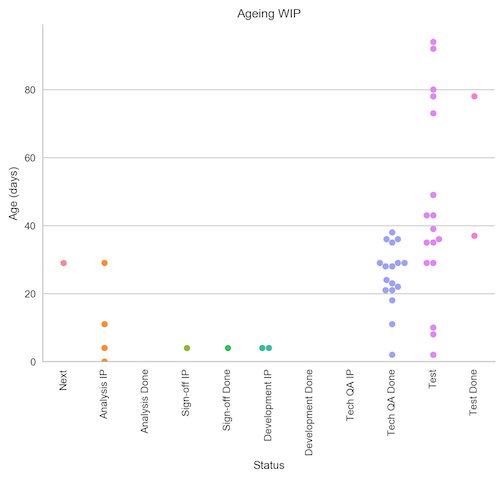 Ageing WIP
Age (days)
80
60
40
20
0
Next
Analysis IP
Analysis Done
Sign-off IP
Sign-off Done
Development IP
Development Done
Tech QA IP
Tech QA Done
Test
Test Done
Status